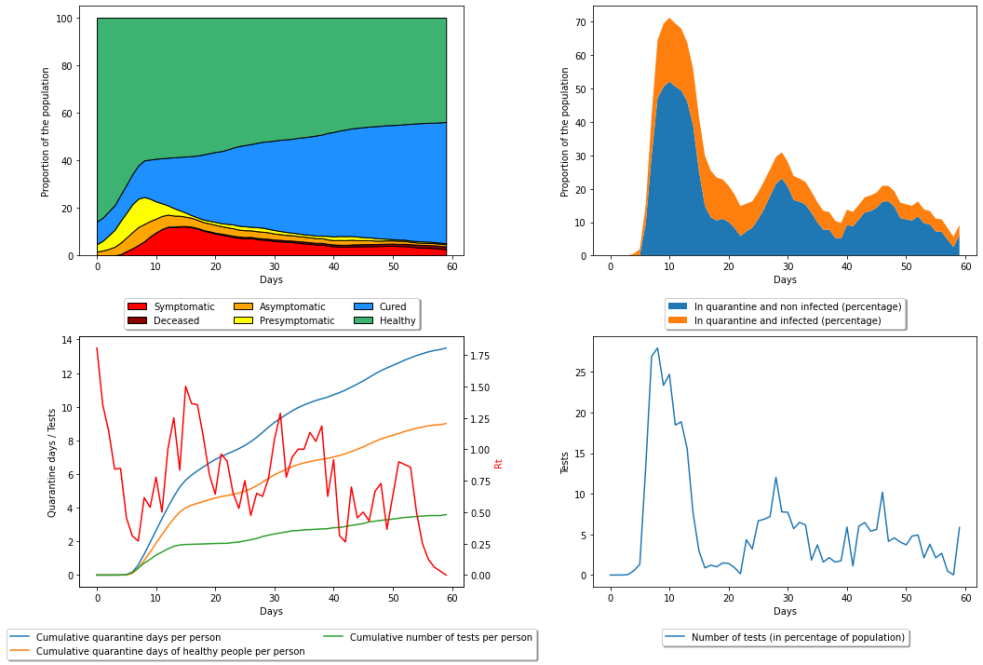 Proportion of the population
100
80
60
40
20
0
0 10 20 30 40 50 60
Days
Symptomatic Asymptomatic Cured
Deceased Presymptomatic Healthy
Proportion of the population
70
60
50
40
30
20
10
0
0 10 20 30 40 50 60
Days
In quarantine and non infected (percentage)
In quarantine and infected (percentage)
Quarantine days / Tests
14
12
10
8
6
4
2
0
0 10 20 30 40 50 60
Days
1.75
1.50
1.25
1.00
0.75
0.50
0.25
0.00
Rt
Cumulative quarantine days per person Cumulative number of tests per person
Cumulative quarantine days of healthy people per person
Tests
25
20
15
10
5
0
0 10 20 30 40 50 60
Days
Number of tests (in percentage of population)